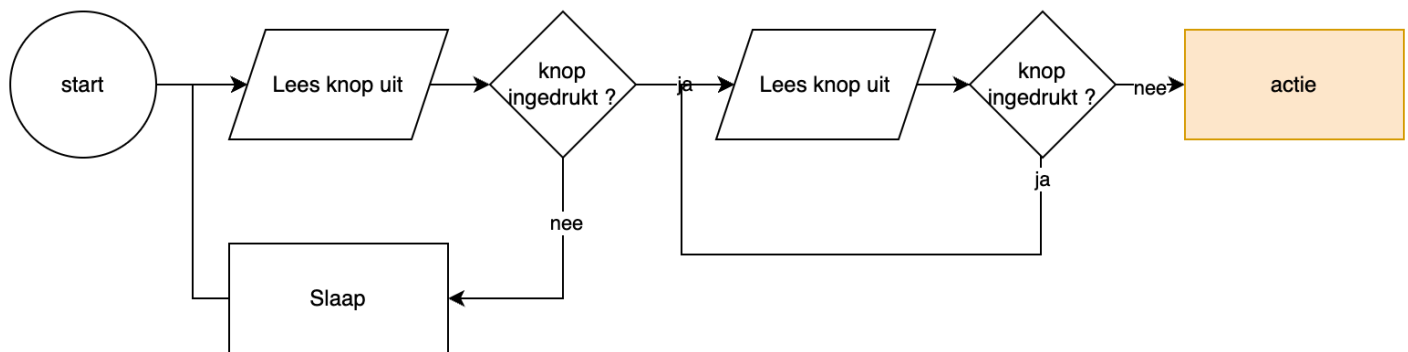 start
Lees knop uit
knop
ingedrukt ?
ja
Lees knop uit
knop
ingedrukt ?
nee
actie
ja
nee
Slaap